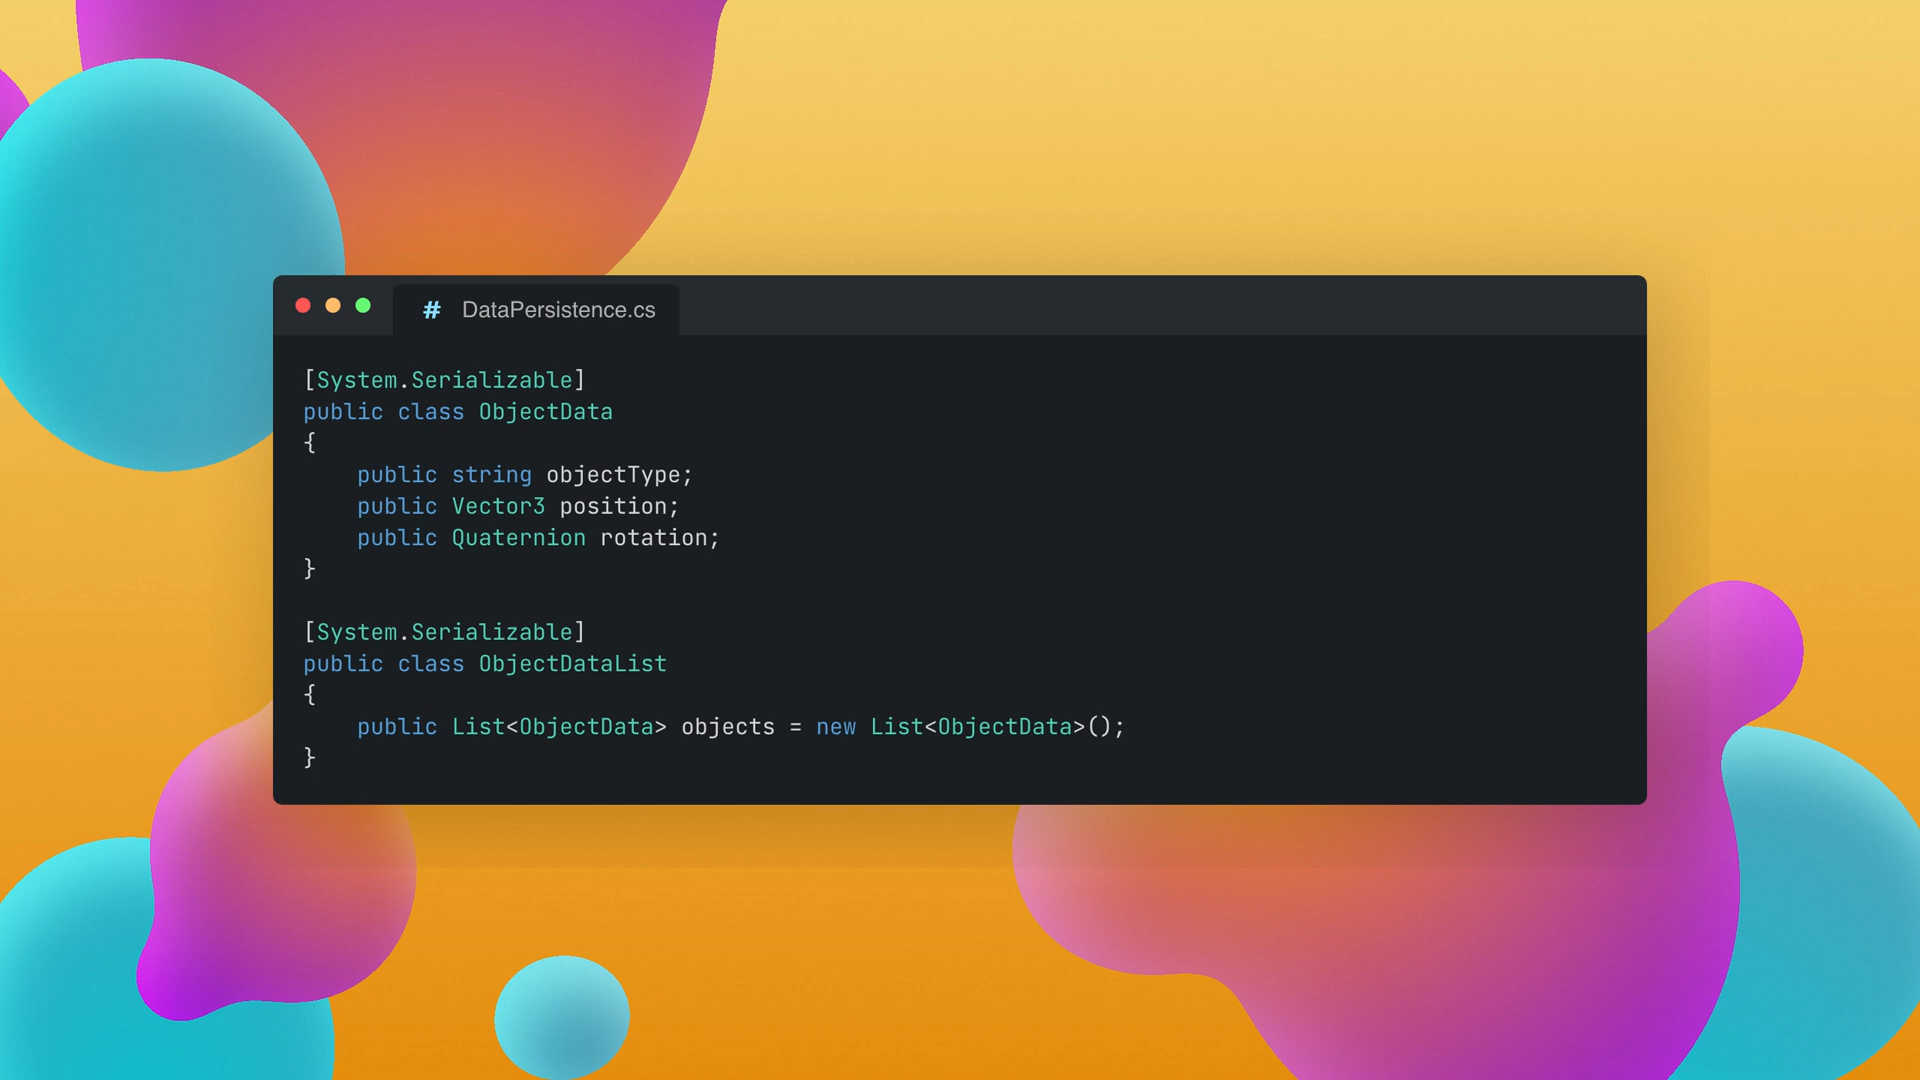 # DataPersistence.cs
[System.Serializable]
public class ObjectData
{
    public string objectType;
    public Vector3 position;
    public Quaternion rotation;
}

[System.Serializable]
public class ObjectDataList
{
    public List<ObjectData> objects = new List<ObjectData>();
}